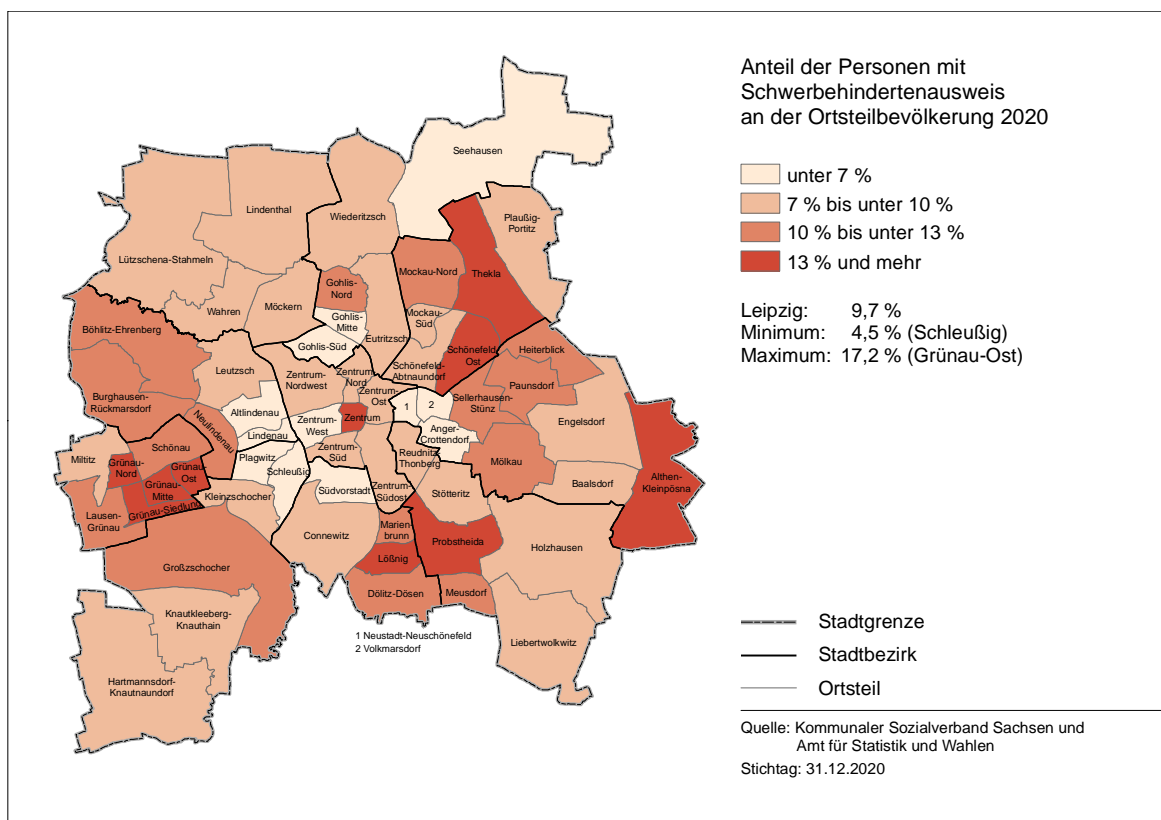 Anteil der Personen mit
Schwerbehindertenausweis
an der Ortsteilbevölkerung 2020
unter 7 %
7 % bis unter 10 %
10 % bis unter 13 %
13 % und mehr
Leipzig: 9,7 %
Minimum: 4,5 % (Schleußig)
Maximum: 17,2 % (Grünau-Ost)
Seehausen
Lindenthal
Wiederitzsch
Plaußig-
Portitz
Lützschena-Stahmeln
Mockau-Nord
Thekla
Gohlis-
Nord
Wahren
Möckern
Mockau-
Süd
Gohlis-
Mitte
Böhlitz-Ehrenberg
Eutritzsch
Gohlis-Süd
Schönefeld
Ost
Heiterblick
Leutzsch
Zentrum-
Nordwest
Zentrum-
Nord
Schönefeld-
Abtnaundorf
Paunsdorf
Zentrum-
Ost
Sellerhausen-
Stünz
Burghausen-
Rückmarsdorf
Altlindenau
1
2
Neulindenau
Zentrum-
West
Zentrum
Engelsdorf
Lindenau
Anger-
Crottendorf
Schönau
Zentrum-
Süd
Reudnitz-
Thonberg
Miltitz
Grünau-
Nord
Grünau-
Ost
Plagwitz
Schleußig
Mölkau
Althen-
Kleinpösna
Grünau-
Mitte
Südvorstadt
Zentrum-
Südost
Stötteritz
Baalsdorf
Kleinzschocher
Grünau-Siedlung
Lausen-
Grünau
Marien-
brunn
Connewitz
Probstheida
Holzhausen
Lößnig
Großzschocher
Dölitz-Dösen
Meusdorf
Knautkleeberg-
Knauthain
Liebertwolkwitz
Hartmannsdorf-
Knautnaundorf
1 Neustadt-Neuschönefeld
2 Volkmarsdorf
Stadtgrenze
Stadtbezirk
Ortsteil
Quelle: Kommunaler Sozialverband Sachsen und
Amt für Statistik und Wahlen
Stichtag: 31.12.2020